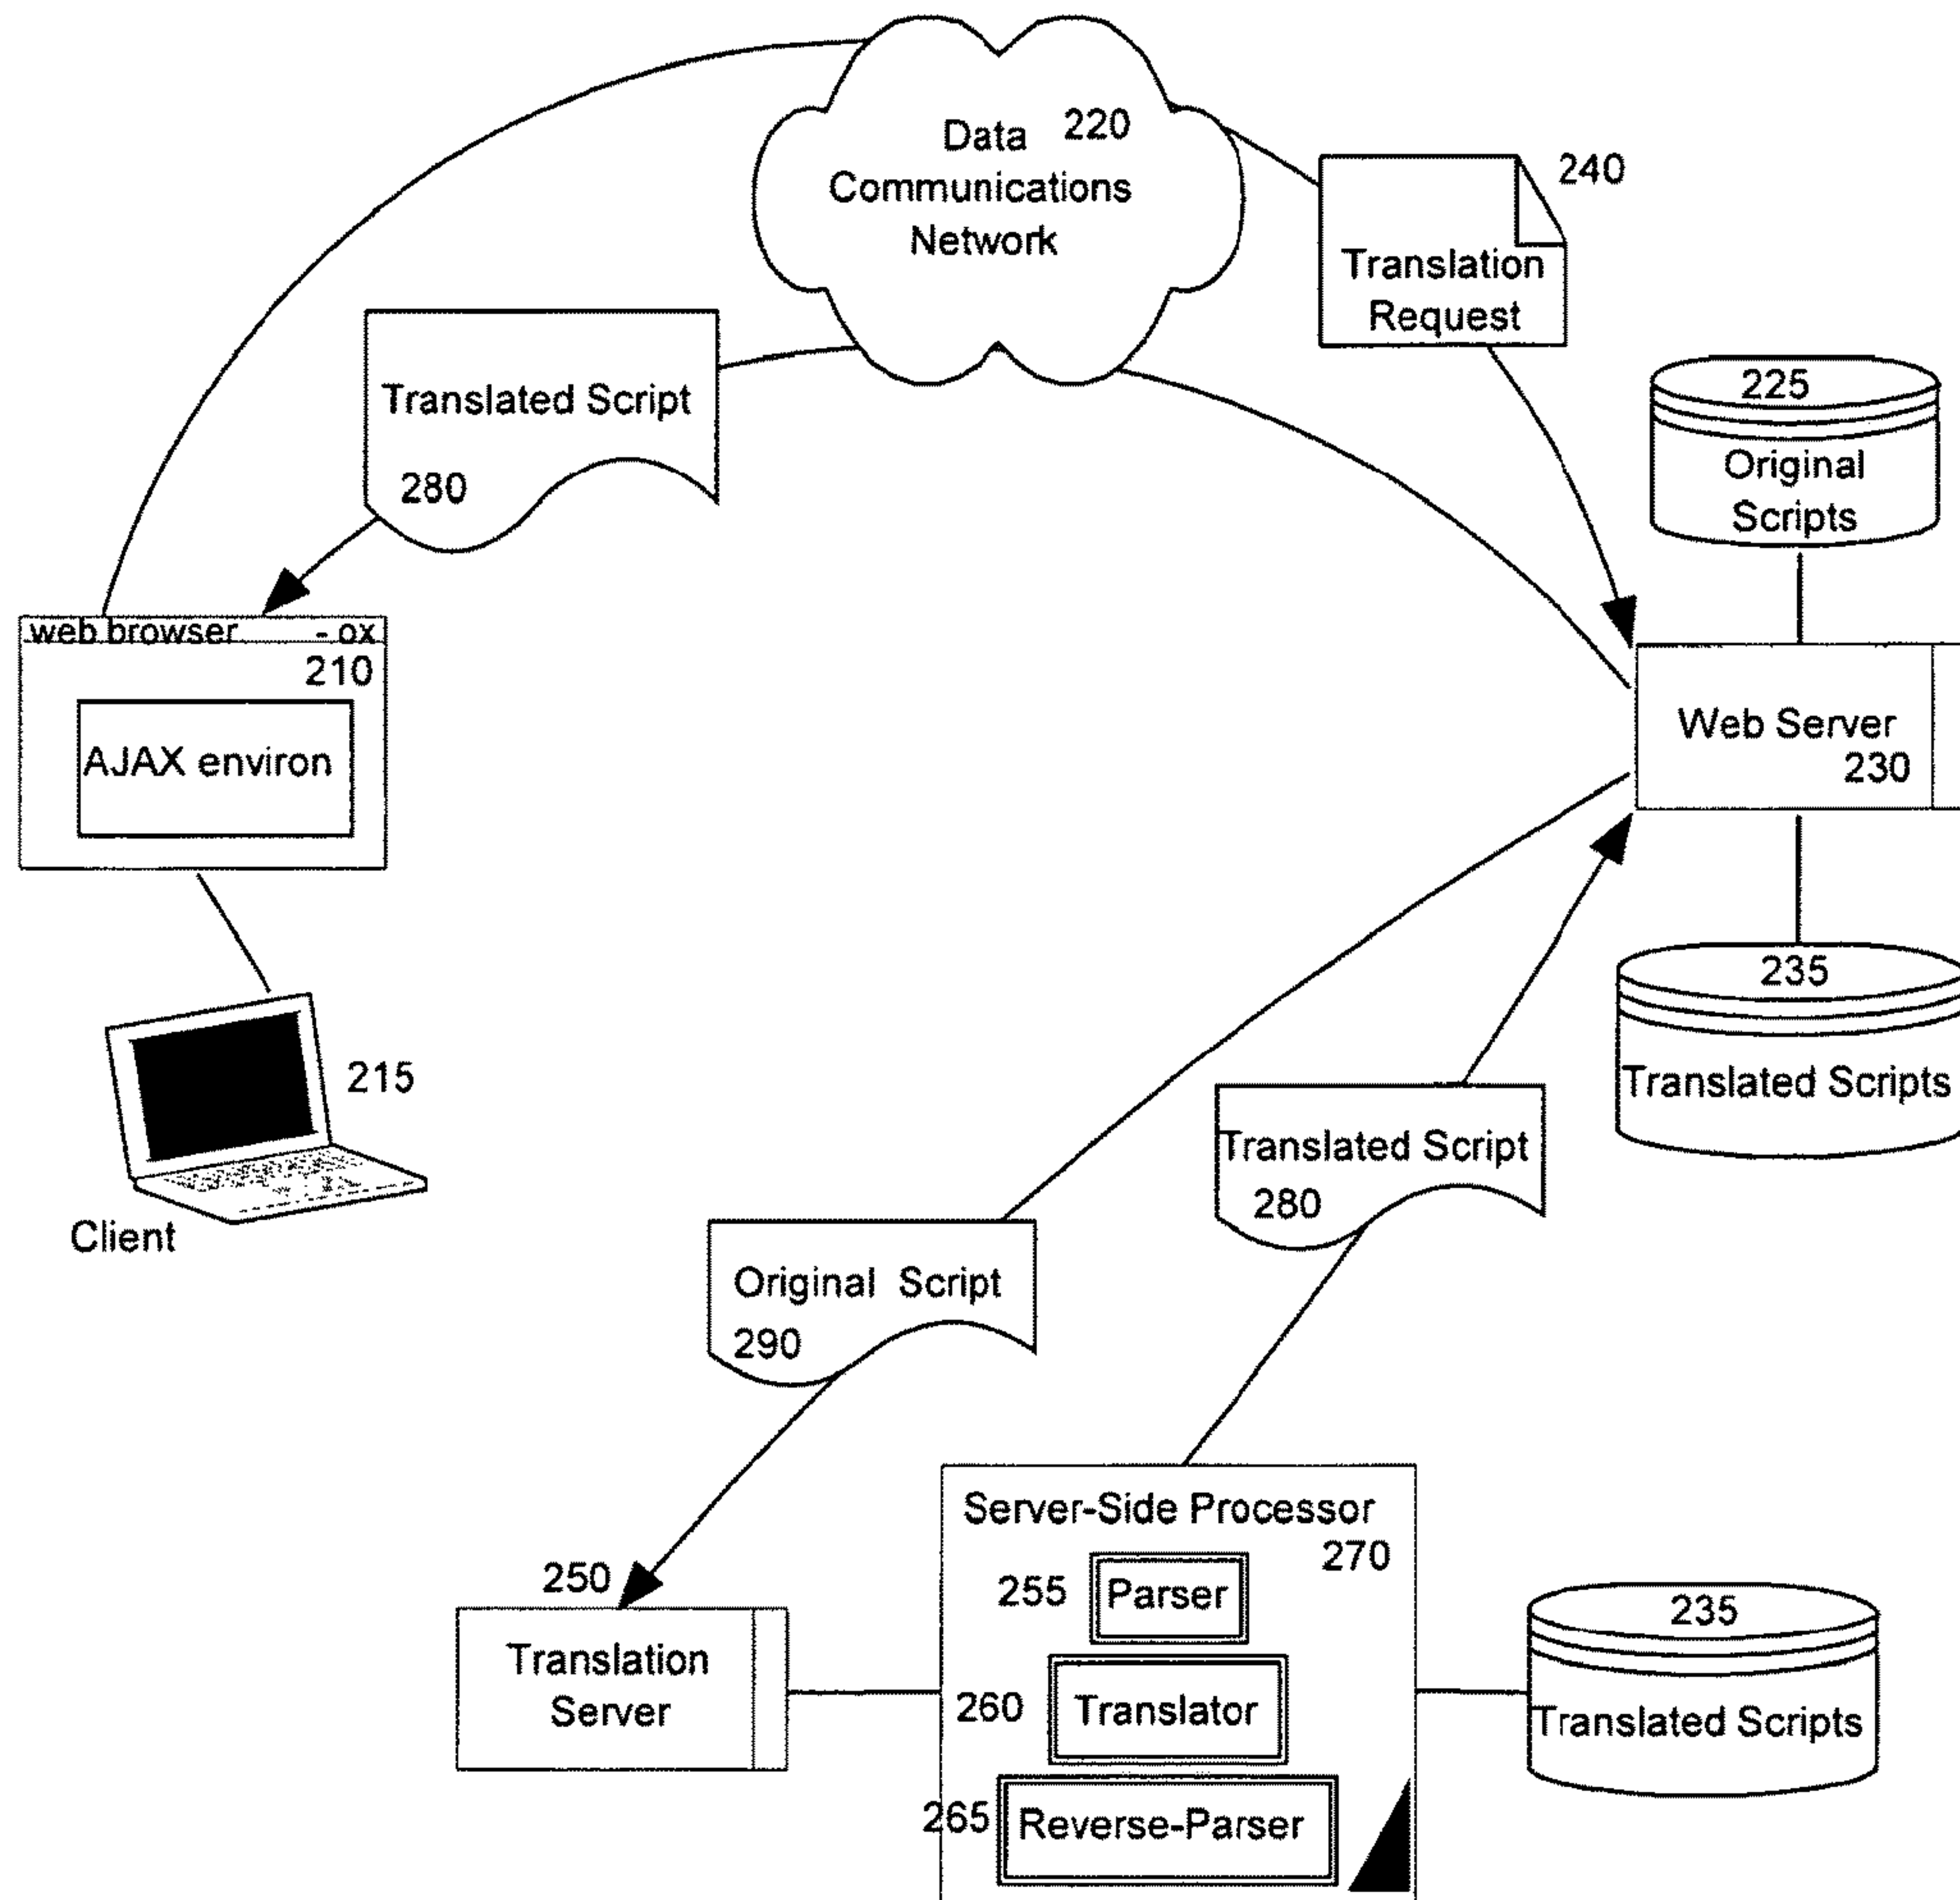 Data 220
Communications
Network
240
Translation
Request
Translated Script
280
225
Original
Scripts
web browser - ox
210
AJAX environ
Web Server
230
215
Client
235
Translated Scripts
Translated Script
280
Original Script
290
Server-Side Processor
270
250
Translation
Server
255 Parser
260 Translator
265 Reverse-Parser
235
Translated Scripts